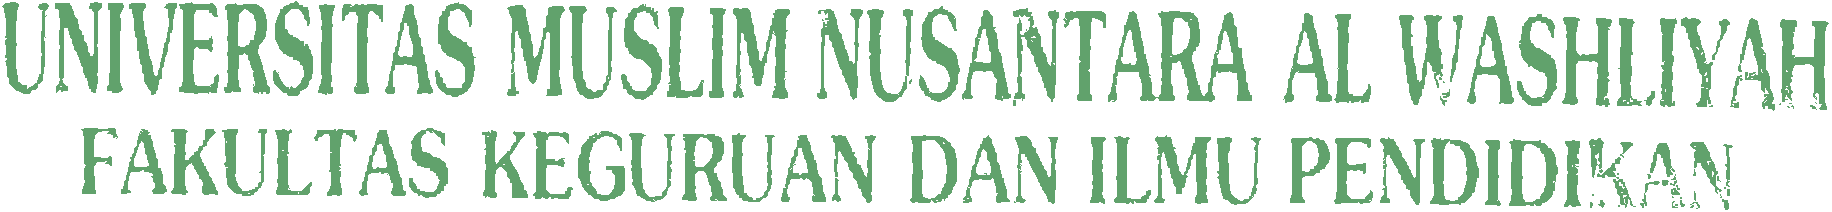 UNIVERSITAS MUSLIM NUSANTARA AL WASHLIYAH
FAKULTAS KEGURUAN DAN ILMU PENDIDIKAN